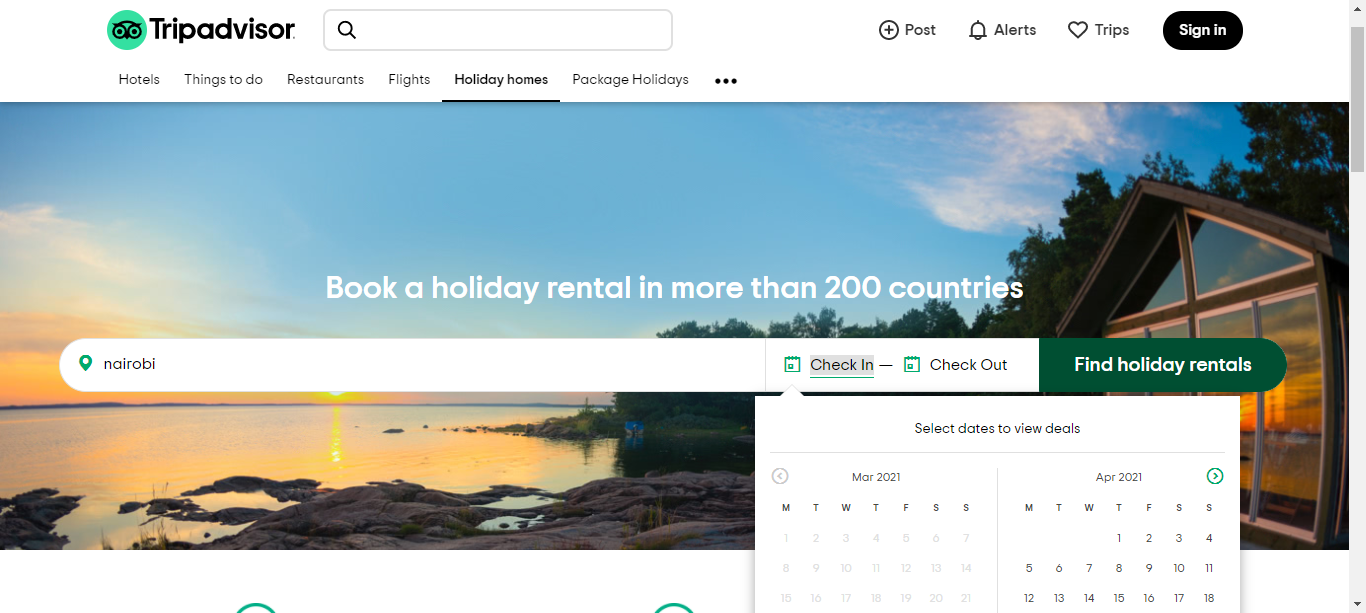 Tripadvisor
Post
Alerts
Trips
Sign in
Hotels
Things to do
Restaurants
Flights
Holiday homes
Package Holidays
Book a holiday rental in more than 200 countries
nairobi
Check In — Check Out
Find holiday rentals
Select dates to view deals
Mar 2021
M T W T F S S
1 2 3 4 5 6 7
8 9 10 11 12 13 14
15 16 17 18 19 20 21
Apr 2021
M T W T F S S
1 2 3 4
5 6 7 8 9 10 11
12 13 14 15 16 17 18